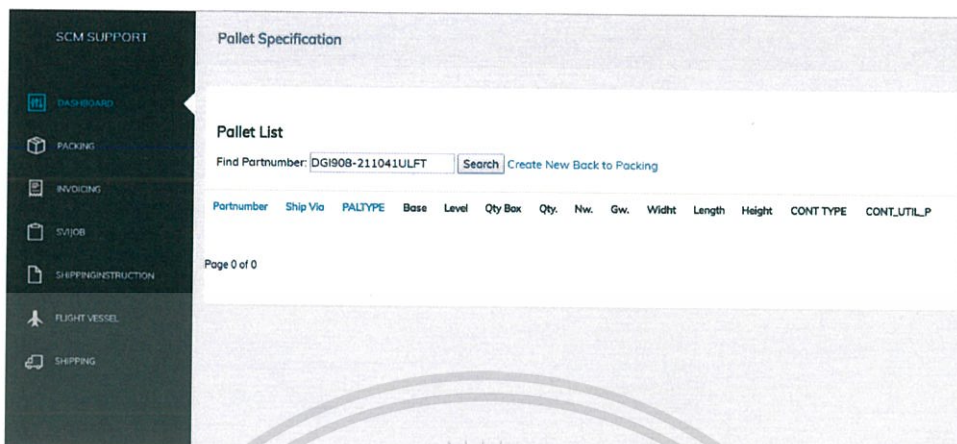 SCM SUPPORT
Pallet Specification
DASHBOARD
PACKING
INVOICING
SVIJOB
SHIPPINGINSTRUCTION
FLIGHT VESSEL
SHIPPING
Pallet List
Find Partnumber: DGI908-211041ULFT Search Create New Back to Packing
Partnumber Ship Via PALTYPE Base Level Qty Box Qty. Nw. Gw. Widht Length Height CONT TYPE CONT_UTIL_P
Page 0 of 0